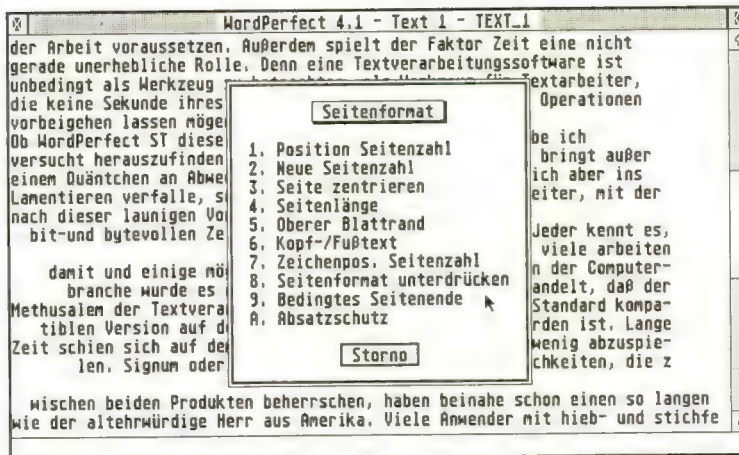 WordPerfect 4.1 - Text 1 - TEXT_1
der Arbeit voraussetzen. Außerdem spielt der Faktor Zeit eine nicht
gerade unerhebliche Rolle. Denn eine Textverarbeitungssoftware ist
unbedingt als Werkzeug Textarbeiter,
die keine Sekunde ihres Operationen
vorbeigehen lassen möge
Ob WordPerfect ST diese be ich
versucht herauszufinden bringt außer
einem Quäntchen an Abwe ich aber ins
Lamentieren verfalle, s eiter, mit der
nach dieser launigen Vo
bit-und bytevollen Ze Jeder kennt es,
viele arbeiten
damit und einige mö n der Computer-
branche wurde es andelt, daß der
Methusalem der Textvera Standard kompa-
tiblen Version auf d rden ist. Lange
Zeit schien sich auf de wenig abzuspie-
len. Signum oder chkeiten, die z
wischen beiden Produkten beherrschen, haben beinahe schon einen so langen
wie der altehrwürdige Herr aus Amerika. Viele Anwender mit hieb- und stichfe
Seitenformat
1. Position Seitenzahl
2. Neue Seitenzahl
3. Seite zentrieren
4. Seitenlänge
5. Oberer Blattrand
6. Kopf-/Fußtext
7. Zeichenpos. Seitenzahl
8. Seitenformat unterdrücken
9. Bedingtes Seitenende
A. Absatzschutz
Storno